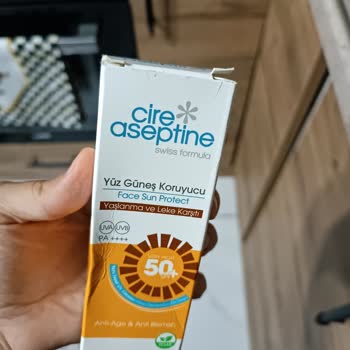 cire
aseptine
swiss formula
Yüz Güneş Koruyucu
Face Sun Protect
Yaşlanma ve Leke Karşıtı
UVA UVB
PA ++++
50+
Anti-Age & Anti Blemish